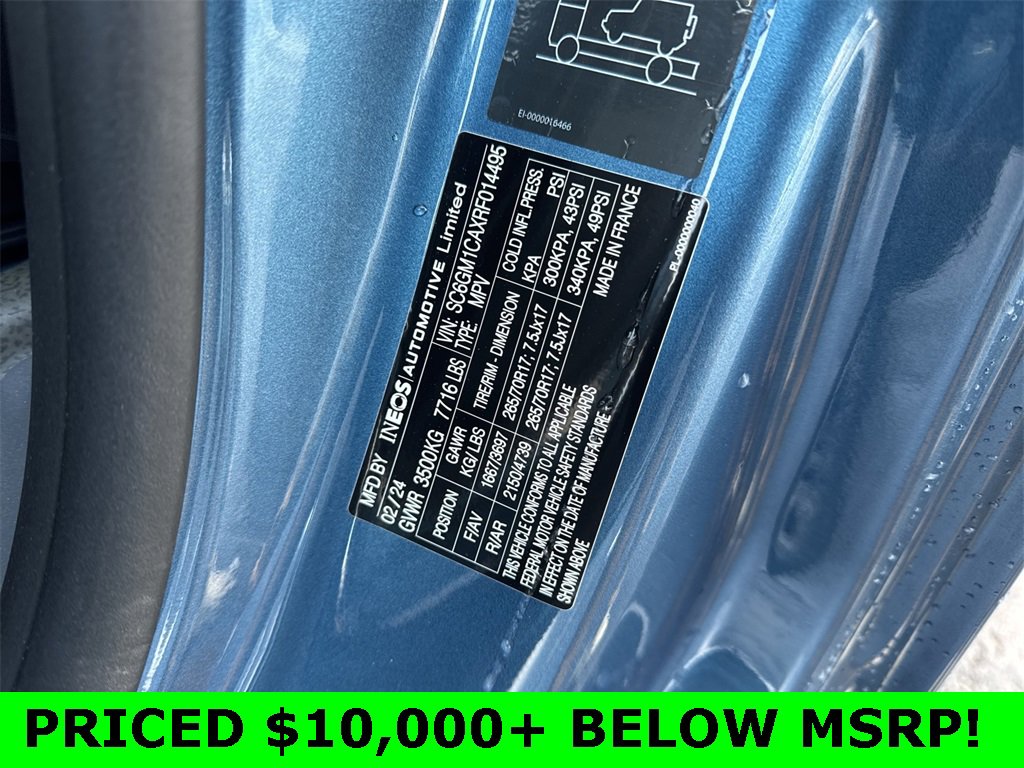 EI-0000016466
MFD BY INEOS AUTOMOTIVE Limited
02 / 24 VIN: SC6GM1CAXRF014495
GVWR 3500KG 7716 LBS TYPE: MPV
POSITION GAWR KG/LBS TIRE/RIM - DIMENSION COLD INFL.PRESS. KPA PSI
F/AV 1667/3697 265/70R17; 7.5Jx17 300KPA, 43PSI
R/AR 2150/4739 265/70R17; 7.5Jx17 340KPA, 49PSI
THIS VEHICLE CONFORMS TO ALL APPLICABLE MADE IN FRANCE
FEDERAL MOTOR VEHICLE SAFETY STANDARDS
IN EFFECT ON THE DATE OF MANUFACTURE
SHOWN ABOVE
PL-0000000040
PRICED $10,000+ BELOW MSRP!